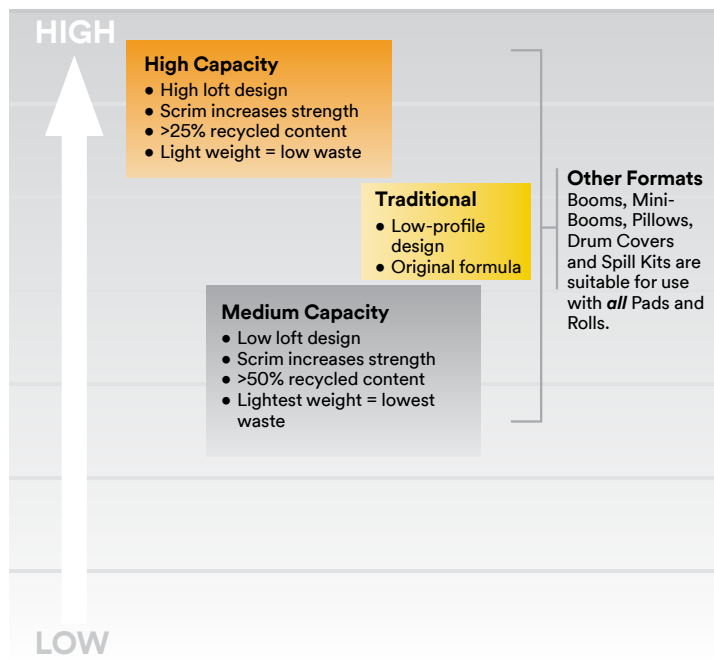 HIGH
High Capacity
● High loft design
● Scrim increases strength
● >25% recycled content
● Light weight = low waste
Traditional
● Low-profile
design
● Original formula
Medium Capacity
● Low loft design
● Scrim increases strength
● >50% recycled content
● Lightest weight = lowest
waste
Other Formats
Booms, Mini-
Booms, Pillows,
Drum Covers
and Spill Kits are
suitable for use
with all Pads and
Rolls.
LOW